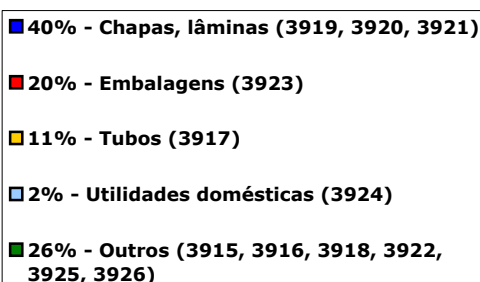 40% - Chapas, lâminas (3919, 3920, 3921)
20% - Embalagens (3923)
11% - Tubos (3917)
2% - Utilidades domésticas (3924)
26% - Outros (3915, 3916, 3918, 3922,
3925, 3926)